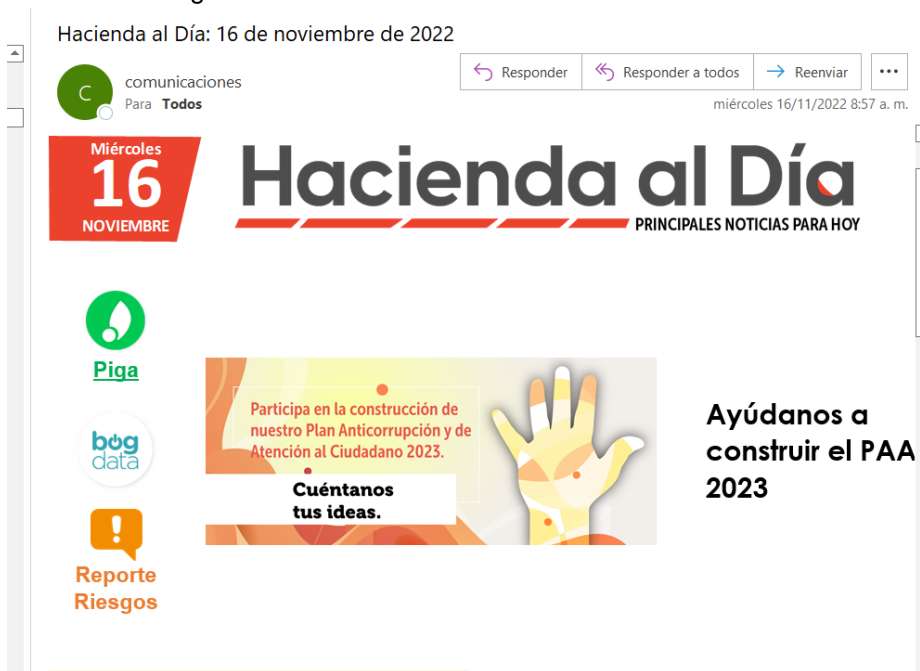 Hacienda al Día: 16 de noviembre de 2022
C
comunicaciones
Para Todos
Responder
Responder a todos
Reenviar
miércoles 16/11/2022 8:57 a. m.
Miércoles
16
NOVIEMBRE
Hacienda al Día
PRINCIPALES NOTICIAS PARA HOY
Piga
bog
data
Reporte
Riesgos
Participa en la construcción de
nuestro Plan Anticorrupción y de
Atención al Ciudadano 2023.
Cuéntanos
tus ideas.
Ayúdanos a
construir el PAA
2023